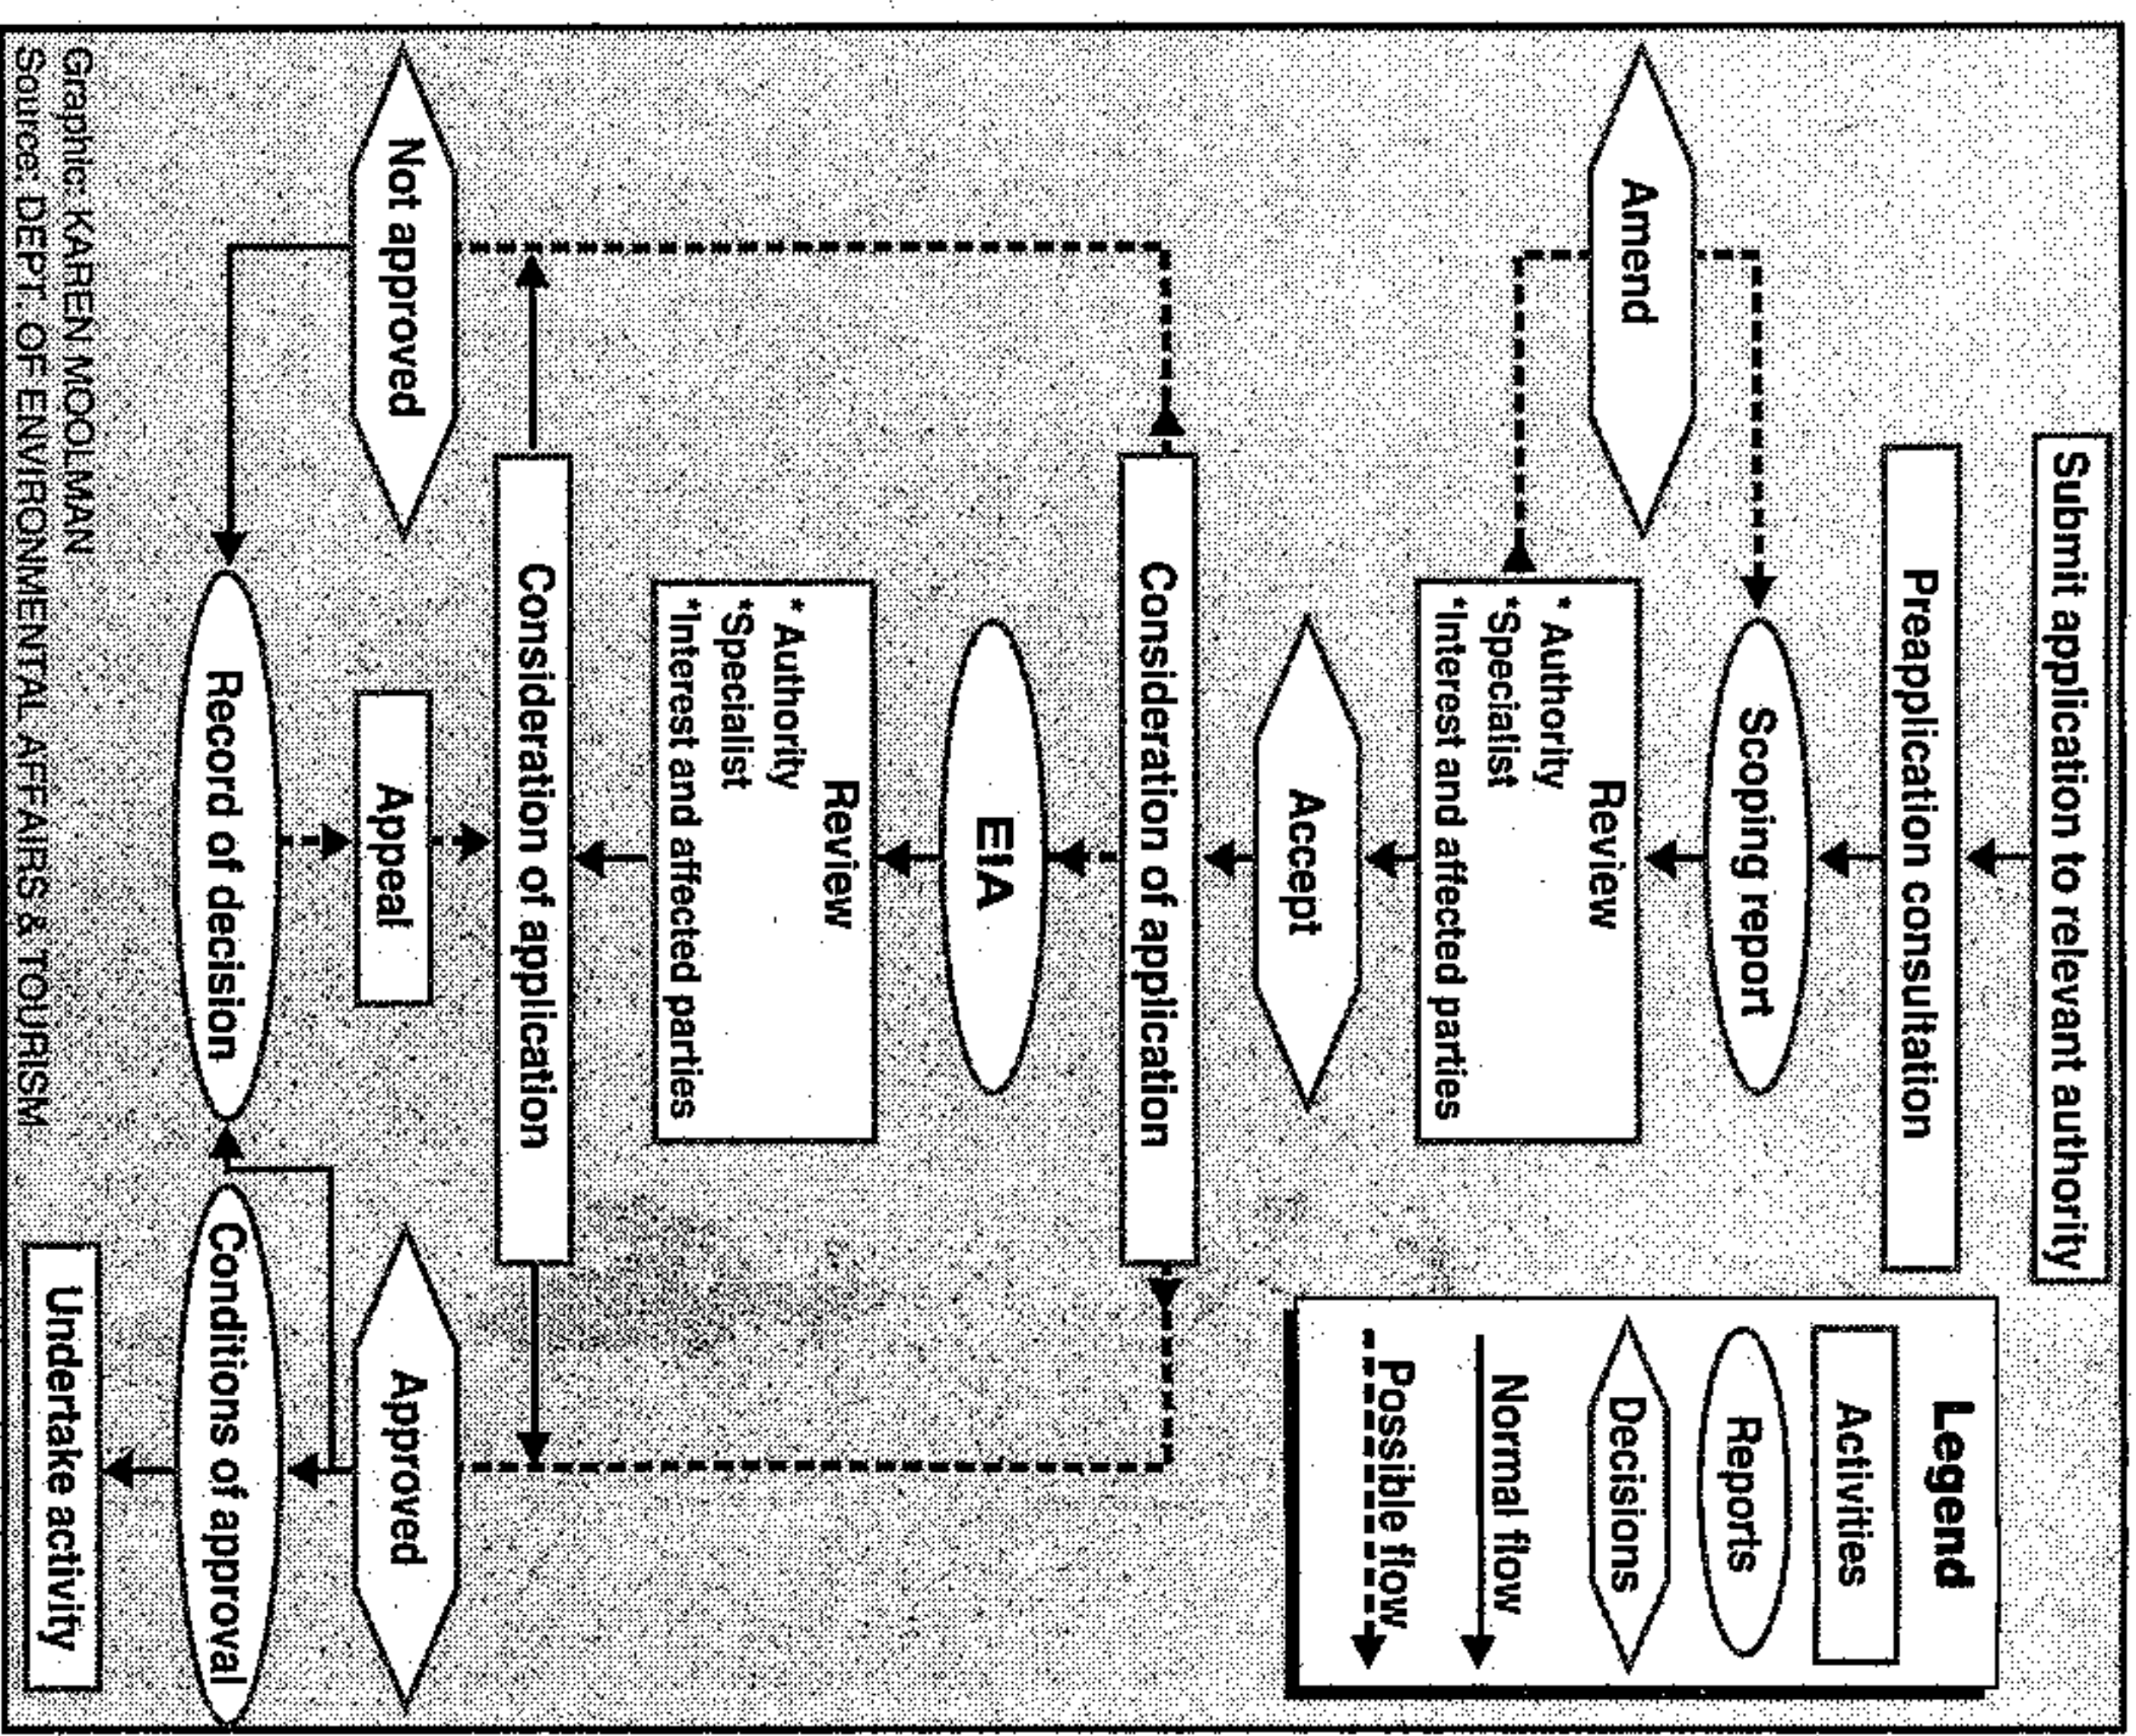 Submit application to relevant authority
Preapplication consultation
Legend
Activities
Reports
Decisions
Normal flow
Possible flow
Scoping report
Amend
Review
* Authority
*Specialist
*Interest and affected parties
Accept
Consideration of application
EIA
Review
* Authority
*Specialist
*Interest and affected parties
Consideration of application
Not approved
Appeal
Approved
Record of decision
Conditions of approval
Undertake activity
Graphic: KAREN MOOLMAN
Source: DEPT. OF ENVIRONMENTAL AFFAIRS & TOURISM